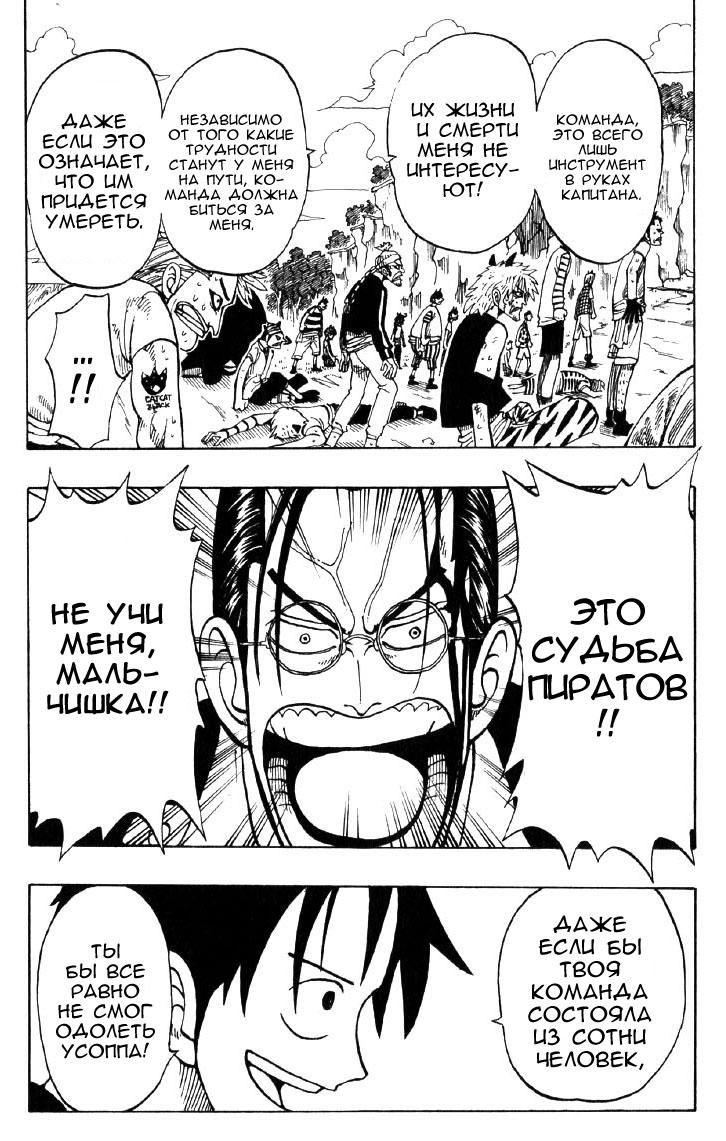 КОМАНДА,
ЭТО ВСЕГО
ЛИШЬ
ИНСТРУМЕНТ
В РУКАХ
КАПИТАНА.
ИХ ЖИЗНИ
И СМЕРТИ
МЕНЯ НЕ
ИНТЕРЕСУ-
ЮТ!
НЕЗАВИСИМО
ОТ ТОГО КАКИЕ
ТРУДНОСТИ
СТАНУТ У МЕНЯ
НА ПУТИ, КО-
МАНДА ДОЛЖНА
БИТЬСЯ ЗА
МЕНЯ.
ДАЖЕ
ЕСЛИ ЭТО
ОЗНАЧАЕТ,
ЧТО ИМ
ПРИДЕТСЯ
УМЕРЕТЬ.
...
!!
CATCAT
BLACK
ЭТО
СУДЬБА
ПИРАТОВ
!!
НЕ УЧИ
МЕНЯ,
МАЛЬ-
ЧИШКА!!
ДАЖЕ
ЕСЛИ БЫ
ТВОЯ
КОМАНДА
СОСТОЯЛА
ИЗ СОТНИ
ЧЕЛОВЕК,
ТЫ
БЫ ВСЕ
РАВНО
НЕ СМОГ
ОДОЛЕТЬ
УСОППА!